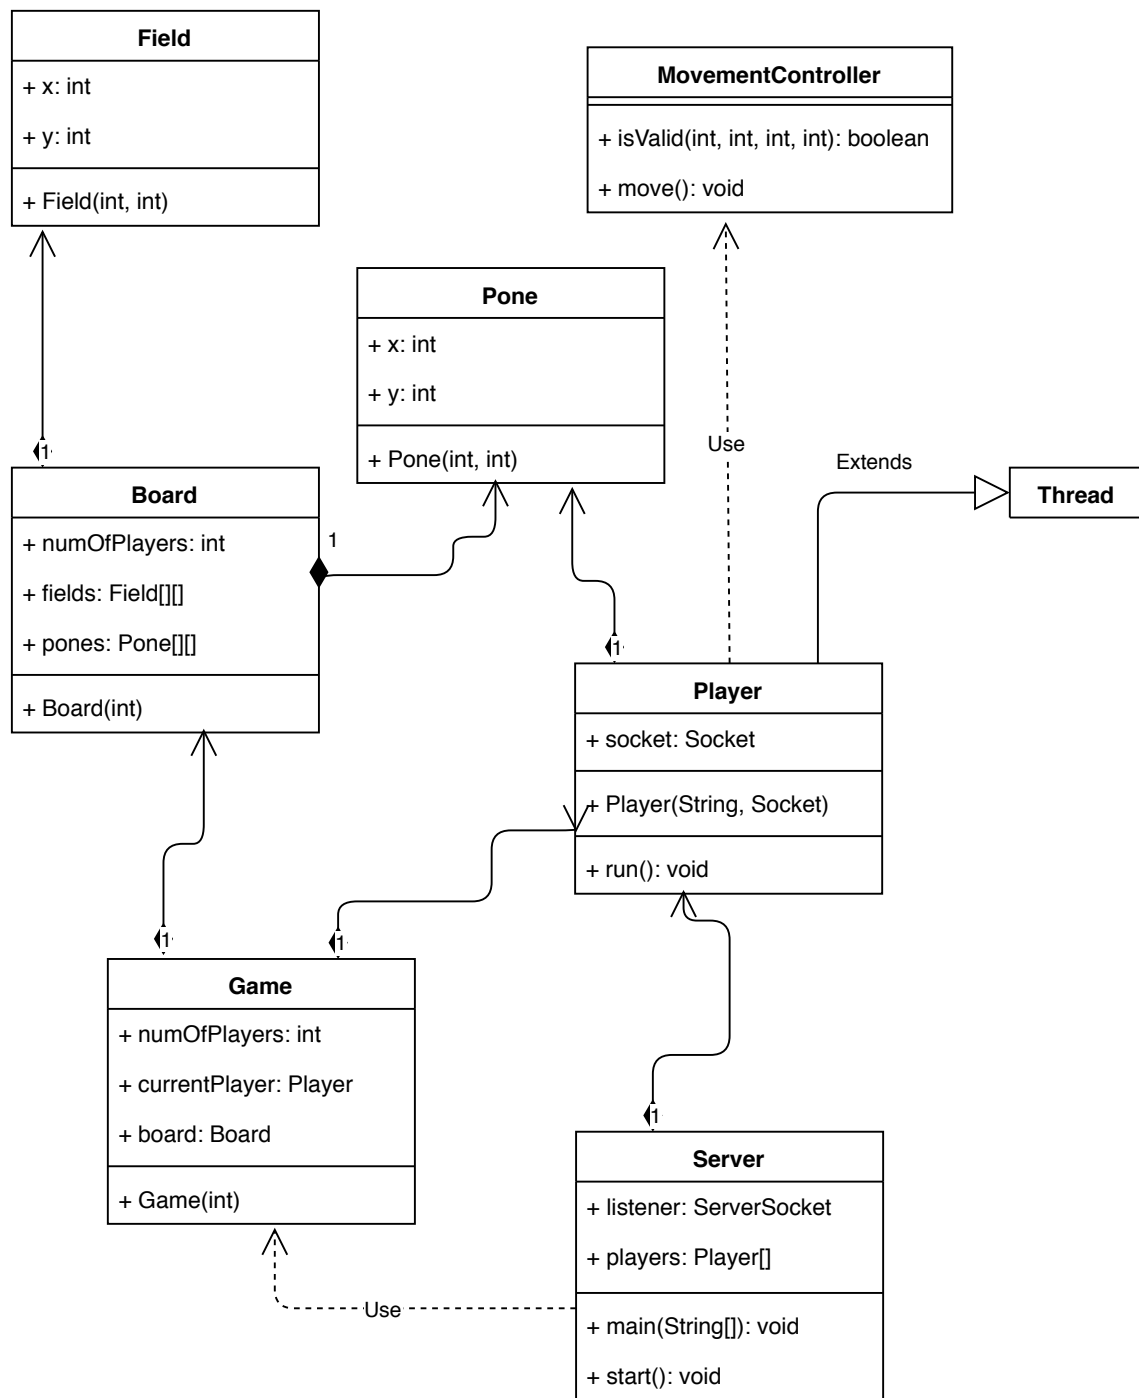 Field
+ x: int
+ y: int
+ Field(int, int)
MovementController
+ isValid(int, int, int, int): boolean
+ move(): void
Pone
+ x: int
+ y: int
+ Pone(int, int)
Use
Extends
Thread
1
Board
+ numOfPlayers: int
+ fields: Field[][]
+ pones: Pone[][]
+ Board(int)
1
1
Player
+ socket: Socket
+ Player(String, Socket)
+ run(): void
1
1
Game
+ numOfPlayers: int
+ currentPlayer: Player
+ board: Board
+ Game(int)
Use
1
Server
+ listener: ServerSocket
+ players: Player[]
+ main(String[]): void
+ start(): void